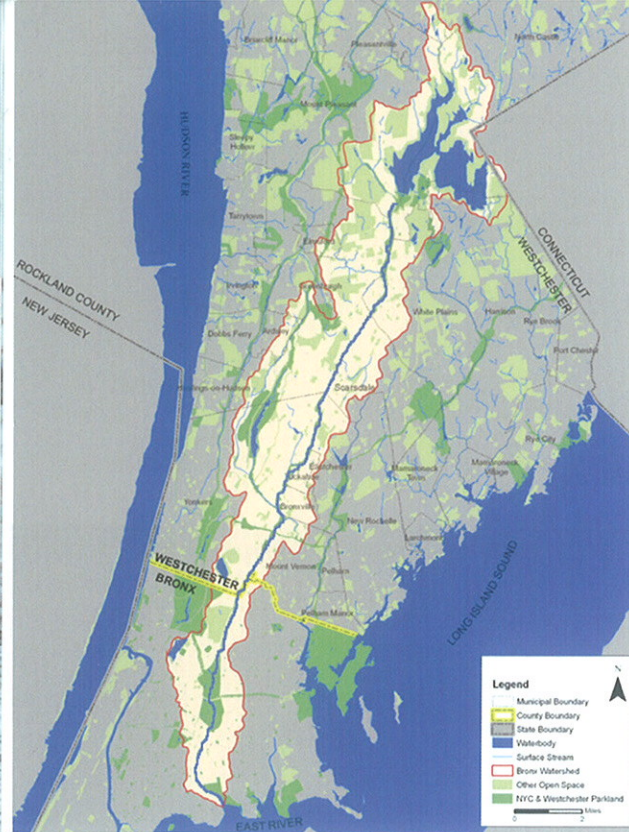 Briarcliff Manor
Pleasantville
North Castle
Mount Pleasant
HUDSON RIVER
Sleepy
Hollow
Tarrytown
Elmsford
CONNECTICUT
WESTCHESTER
ROCKLAND COUNTY
NEW JERSEY
Irvington
Greenburgh
White Plains
Harrison
Rye Brook
Dobbs Ferry
Ardsley
Port Chester
Hastings-on-Hudson
Scarsdale
Rye City
Eastchester
Tuckahoe
Mamaroneck
Town
Mamaroneck
Village
Yonkers
Bronxville
New Rochelle
Larchmont
WESTCHESTER
BRONX
Mount Vernon
Pelham
LONG ISLAND SOUND
Pelham Manor
Legend
N
Municipal Boundary
County Boundary
State Boundary
Waterbody
Surface Stream
Bronx Watershed
Other Open Space
NYC & Westchester Parkland
0 2 Miles
EAST RIVER